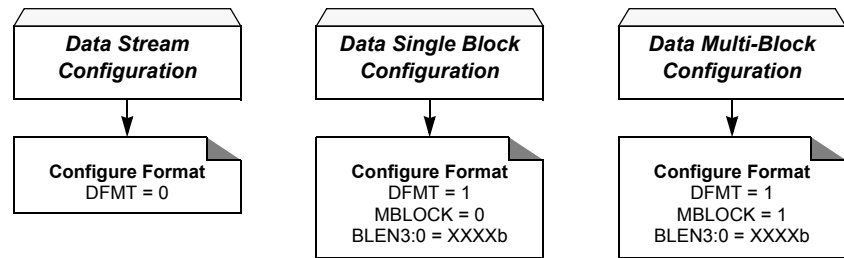 Data Stream
Configuration
Configure Format
DFMT = 0
Data Single Block
Configuration
Configure Format
DFMT = 1
MBLOCK = 0
BLEN3:0 = XXXXb
Data Multi-Block
Configuration
Configure Format
DFMT = 1
MBLOCK = 1
BLEN3:0 = XXXXb